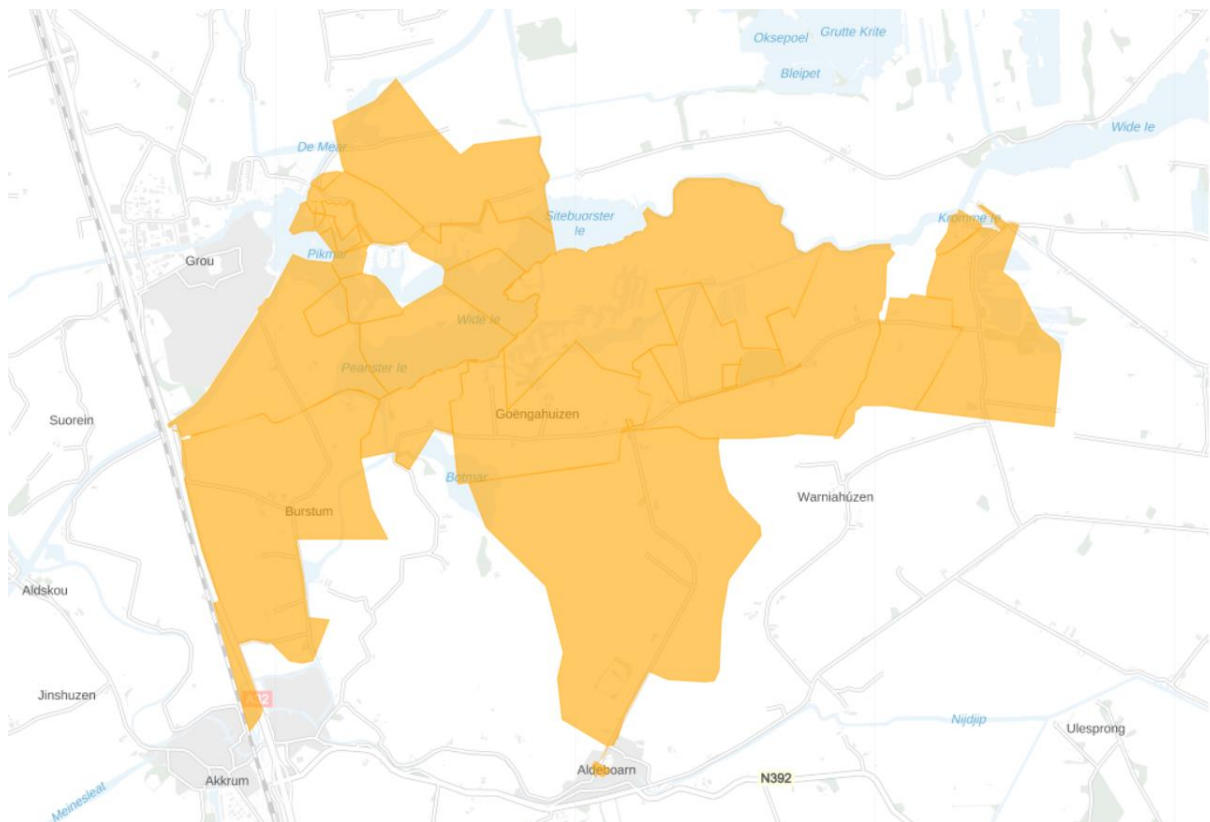 Oksepoel
Grutte Krite
Bleipet
Wide Ie
De Mear
Sitebuorster
Ie
Kromme Ie
Pikmar
Grou
Wide Ie
Peanster Ie
Goëngahuizen
Suorein
Botmar
Warniahúzen
Burstum
Aldskou
Jinshuzen
A32
Nijdjip
Ulesprong
Aldeboarn
N392
Akkrum
Meinesleat